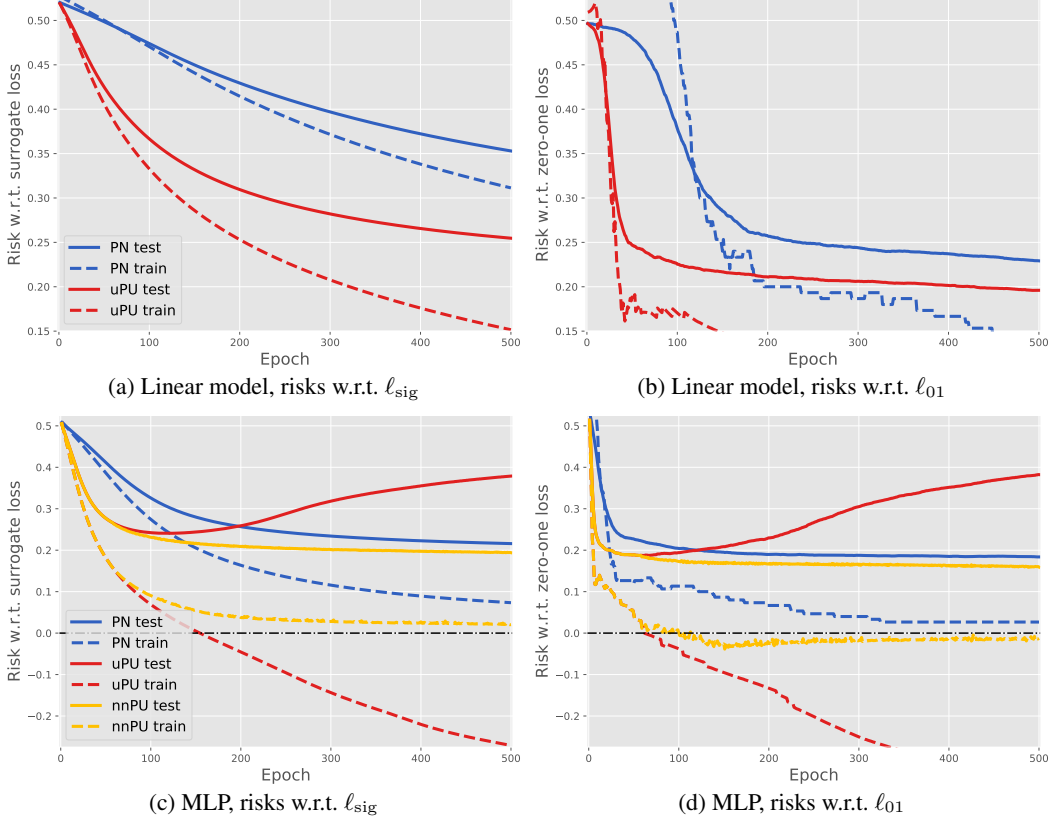 0.50
0.45
0.40
0.35
0.30
0.25
0.20
0.15
Risk w.r.t. surrogate loss
PN test
PN train
uPU test
uPU train
0 100 200 300 400 500
Epoch
(a) Linear model, risks w.r.t. ℓsig
0.50
0.45
0.40
0.35
0.30
0.25
0.20
0.15
Risk w.r.t. zero-one loss
0 100 200 300 400 500
Epoch
(b) Linear model, risks w.r.t. ℓ01
0.5
0.4
0.3
0.2
0.1
0.0
−0.1
−0.2
Risk w.r.t. surrogate loss
PN test
PN train
uPU test
uPU train
nnPU test
nnPU train
0 100 200 300 400 500
Epoch
(c) MLP, risks w.r.t. ℓsig
0.5
0.4
0.3
0.2
0.1
0.0
−0.1
−0.2
Risk w.r.t. zero-one loss
0 100 200 300 400 500
Epoch
(d) MLP, risks w.r.t. ℓ01